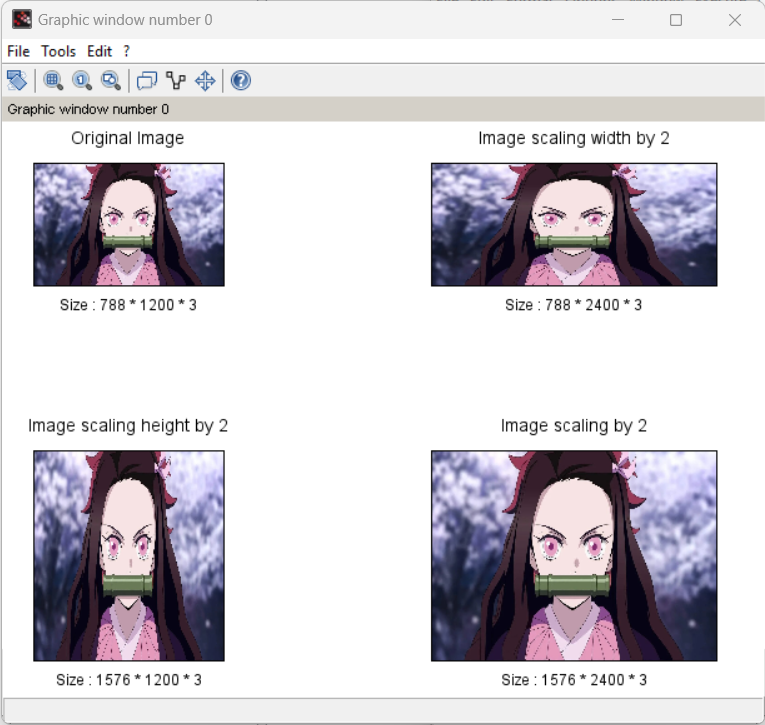 Graphic window number 0
File Tools Edit ?
Graphic window number 0
Original Image
Image scaling width by 2
Size : 788 * 1200 * 3
Size : 788 * 2400 * 3
Image scaling height by 2
Image scaling by 2
Size : 1576 * 1200 * 3
Size : 1576 * 2400 * 3